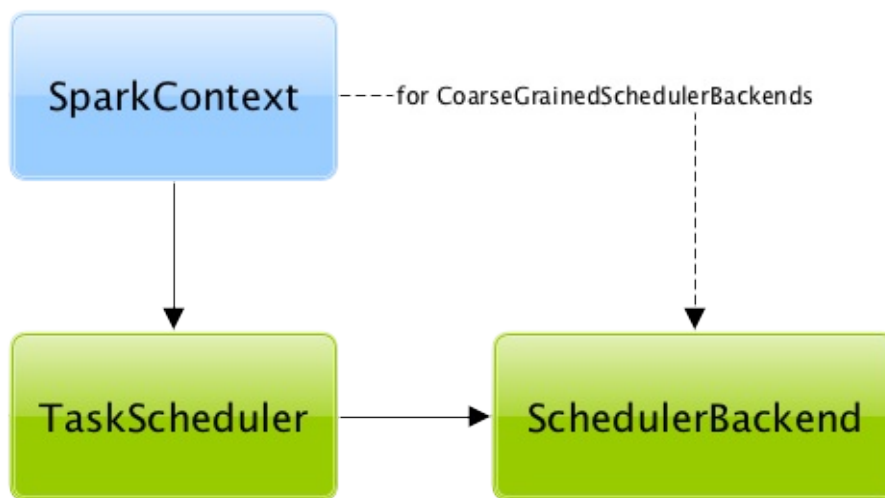 SparkContext
for CoarseGrainedSchedulerBackends
TaskScheduler
SchedulerBackend